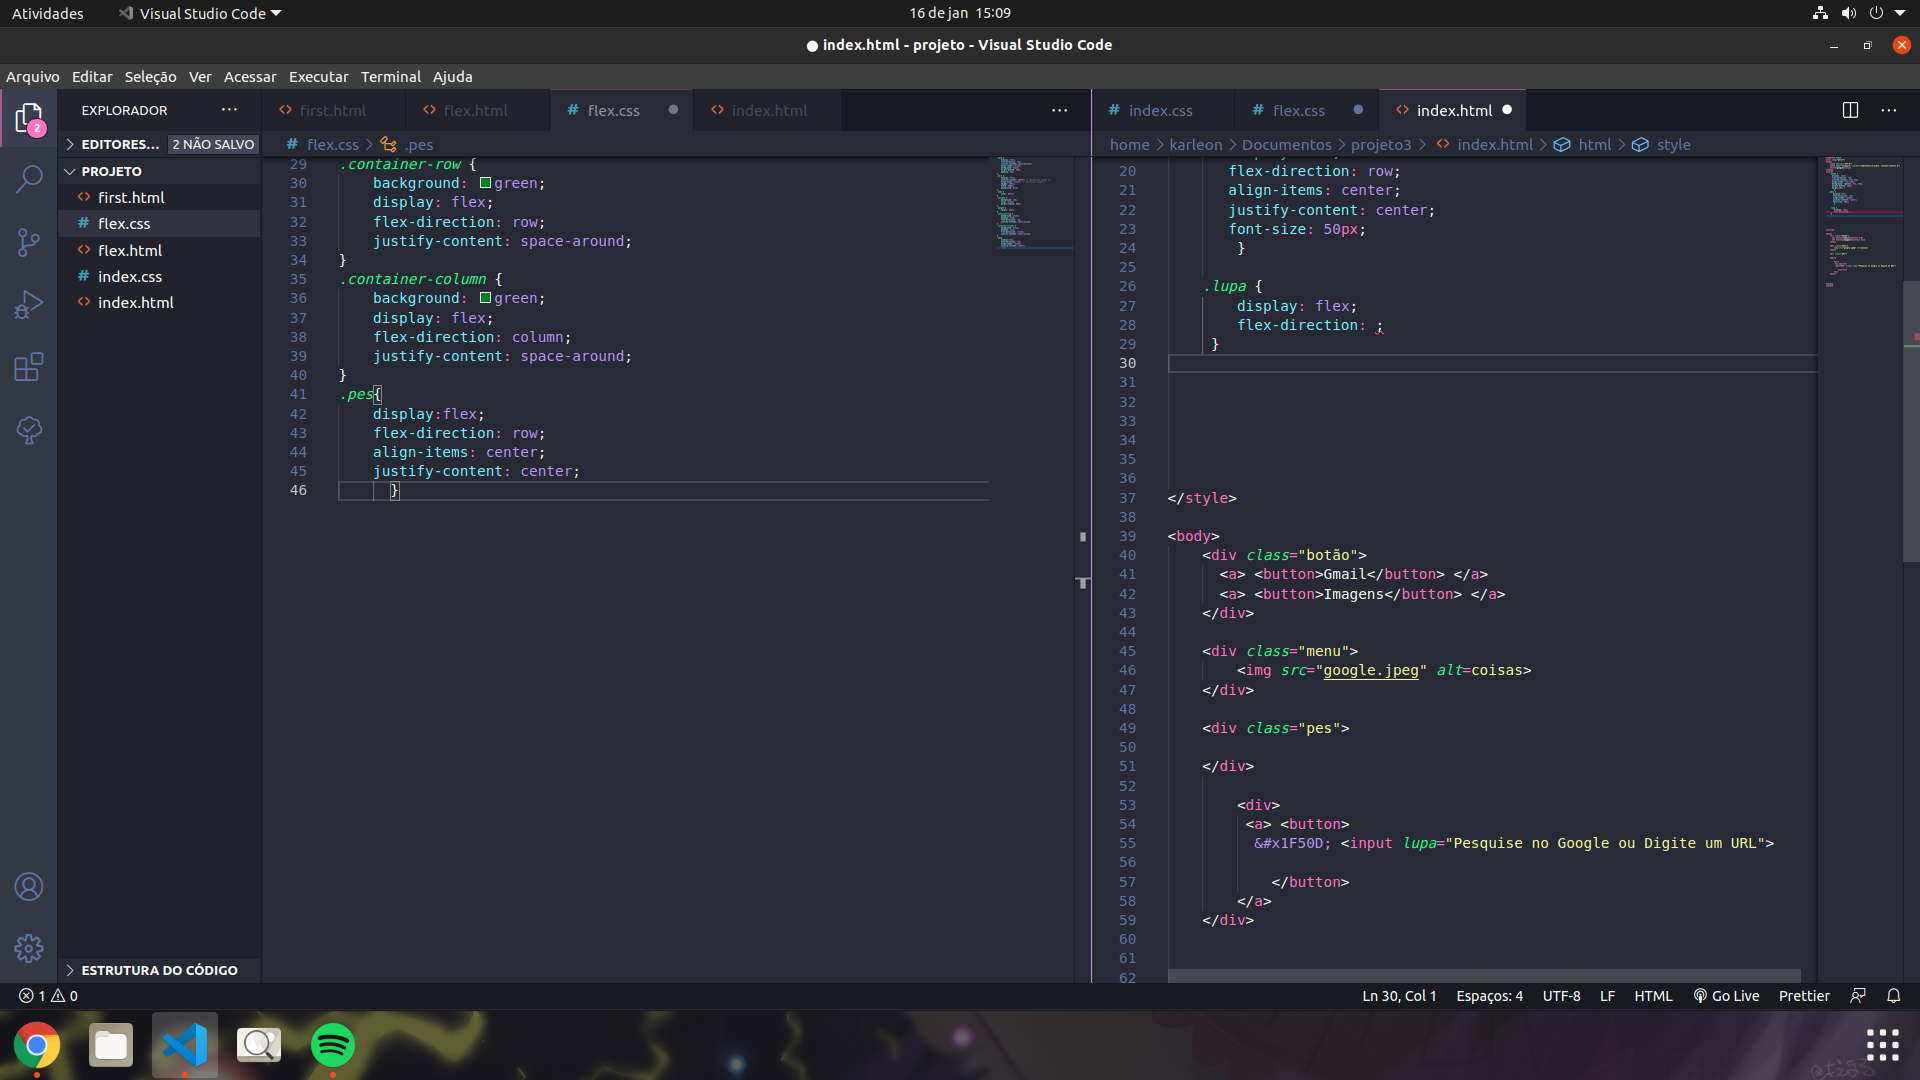 Atividades
Visual Studio Code
16 de jan 15:09
● index.html - projeto - Visual Studio Code
Arquivo Editar Seleção Ver Acessar Executar Terminal Ajuda
EXPLORADOR
EDITORES... 2 NÃO SALVO
PROJETO
first.html
flex.css
flex.html
index.css
index.html
ESTRUTURA DO CÓDIGO
2
first.html flex.html flex.css index.html
flex.css > .pes
29 .container-row {
30 background: green;
31 display: flex;
32 flex-direction: row;
33 justify-content: space-around;
34 }
35 .container-column {
36 background: green;
37 display: flex;
38 flex-direction: column;
39 justify-content: space-around;
40 }
41 .pes{
42 display:flex;
43 flex-direction: row;
44 align-items: center;
45 justify-content: center;
46 }
index.css flex.css index.html
home > karleon > Documentos > projeto3 > index.html > html > style
20 flex-direction: row;
21 align-items: center;
22 justify-content: center;
23 font-size: 50px;
24 }
25
26 .lupa {
27 display: flex;
28 flex-direction: ;
29 }
30
31
32
33
34
35
36
37 </style>
38
39 <body>
40 <div class="botão">
41 <a> <button>Gmail</button> </a>
42 <a> <button>Imagens</button> </a>
43 </div>
44
45 <div class="menu">
46 <img src="google.jpeg" alt=coisas>
47 </div>
48
49 <div class="pes">
50
51 </div>
52
53 <div>
54 <a> <button>
55 &#x1F50D; <input lupa="Pesquise no Google ou Digite um URL">
56
57 </button>
58 </a>
59 </div>
60
61
62
1 0
Ln 30, Col 1 Espaços: 4 UTF-8 LF HTML Go Live Prettier